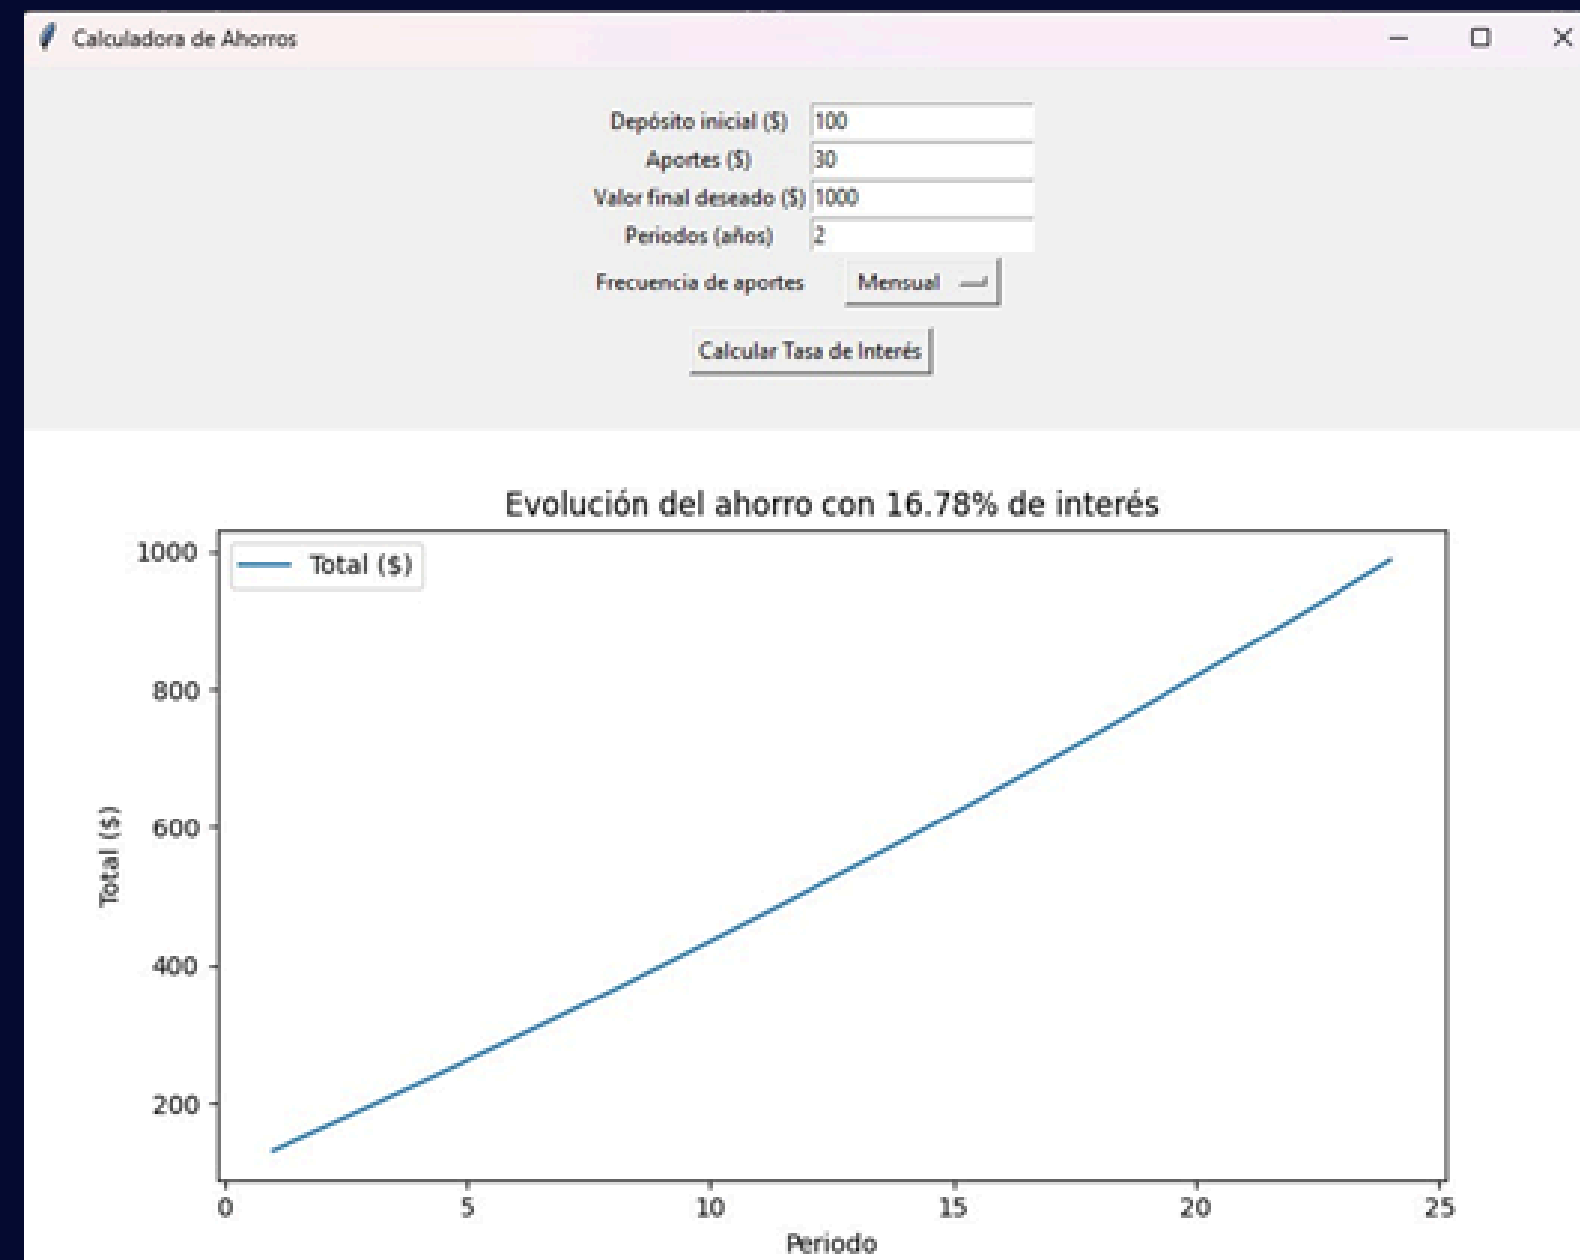 Calculadora de Ahorros
Depósito inicial ($) 100
Aportes ($) 30
Valor final deseado ($) 1000
Periodos (años) 2
Frecuencia de aportes Mensual
Calcular Tasa de Interés
Evolución del ahorro con 16.78% de interés
Total ($)
1000
800
600
400
200
Total ($)
0 5 10 15 20 25
Periodo